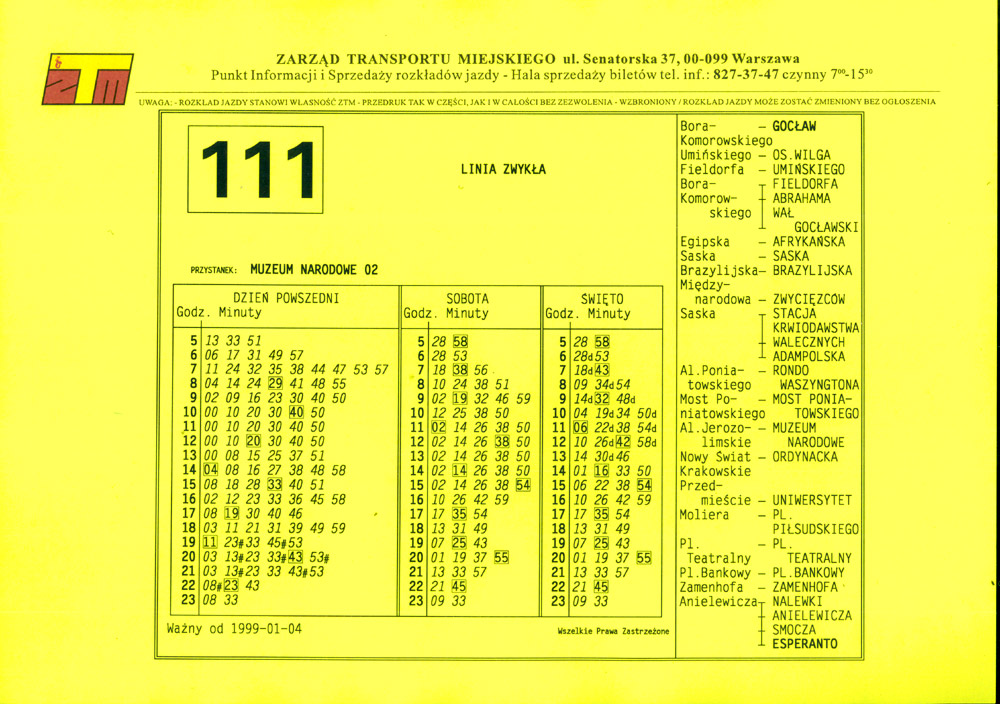 ZTM
ZARZĄD TRANSPORTU MIEJSKIEGO ul. Senatorska 37, 00-099 Warszawa
Punkt Informacji i Sprzedaży rozkładów jazdy - Hala sprzedaży biletów tel. inf.: 827-37-47 czynny 7⁰⁰-15³⁰
UWAGA: - ROZKŁAD JAZDY STANOWI WŁASNOŚĆ ZTM - PRZEDRUK TAK W CZĘŚCI, JAK I W CAŁOŚCI BEZ ZEZWOLENIA - WZBRONIONY / ROZKŁAD JAZDY MOŻE ZOSTAĆ ZMIENIONY BEZ OGŁOSZENIA
111
LINIA ZWYKŁA
PRZYSTANEK: MUZEUM NARODOWE 02
DZIEŃ POWSZEDNI
Godz. Minuty
5 13 33 51
6 06 17 31 49 57
7 11 24 32 35 38 44 47 53 57
8 04 14 24 29 41 48 55
9 02 09 16 23 30 40 50
10 00 10 20 30 40 50
11 00 10 20 30 40 50
12 00 10 20 30 40 50
13 00 08 15 25 37 51
14 04 08 16 27 38 48 58
15 08 18 28 33 40 51
16 02 12 23 33 36 45 58
17 08 19 30 40 46
18 03 11 21 31 39 49 59
19 11 23#33 45#53
20 03 13#23 33#43 53#
21 03 13#23 33 43#53
22 08#23 43
23 08 33
SOBOTA
Godz. Minuty
5 28 58
6 28 53
7 18 38 56
8 10 24 38 51
9 02 19 32 46 59
10 12 25 38 50
11 02 14 26 38 50
12 02 14 26 38 50
13 02 14 26 38 50
14 02 14 26 38 50
15 02 14 26 38 54
16 10 26 42 59
17 17 35 54
18 13 31 49
19 07 25 43
20 01 19 37 55
21 13 33 57
22 21 45
23 09 33
ŚWIĘTO
Godz. Minuty
5 28 58
6 28d53
7 18d43
8 09 34d54
9 14d32 48d
10 04 19d34 50d
11 06 22d38 54d
12 10 26d42 58d
13 14 30d46
14 01 16 33 50
15 06 22 38 54
16 10 26 42 59
17 17 35 54
18 13 31 49
19 07 25 43
20 01 19 37 55
21 13 33 57
22 21 45
23 09 33
Ważny od 1999-01-04
Wszelkie Prawa Zastrzeżone
Bora- – GOCŁAW
Komorowskiego
Umińskiego – OS.WILGA
Fieldorfa – UMIŃSKIEGO
Bora- FIELDORFA
Komorow- ABRAHAMA
skiego WAŁ
GOCŁAWSKI
Egipska – AFRYKAŃSKA
Saska – SASKA
Brazylijska– BRAZYLIJSKA
Między-
narodowa – ZWYCIĘZCÓW
Saska STACJA
KRWIODAWSTWA
WALECZNYCH
ADAMPOLSKA
Al.Ponia- – RONDO
towskiego WASZYNGTONA
Most Po- – MOST PONIA-
niatowskiego TOWSKIEGO
Al.Jerozo- – MUZEUM
limskie NARODOWE
Nowy Świat – ORDYNACKA
Krakowskie
Przed-
mieście – UNIWERSYTET
Moliera – PL.
PIŁSUDSKIEGO
Pl. – PL.
Teatralny TEATRALNY
Pl.Bankowy – PL.BANKOWY
Zamenhofa – ZAMENHOFA
Anielewicza NALEWKI
ANIELEWICZA
SMOCZA
ESPERANTO